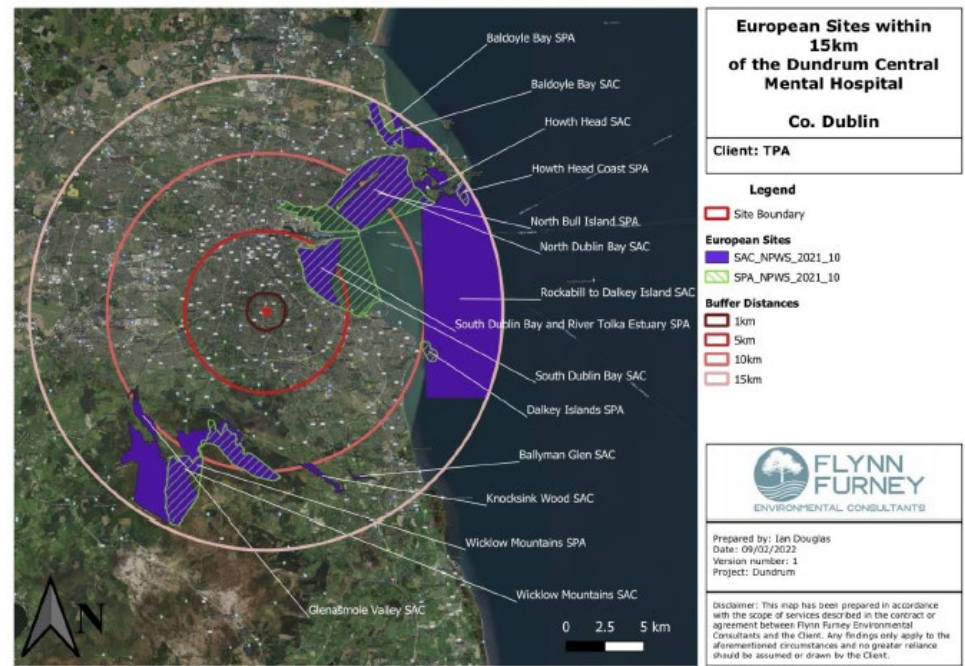 Baldoyle Bay SPA
Baldoyle Bay SAC
Howth Head SAC
Howth Head Coast SPA
North Bull Island SPA
North Dublin Bay SAC
Rockabill to Dalkey Island SAC
South Dublin Bay and River Tolka Estuary SPA
South Dublin Bay SAC
Dalkey Islands SPA
Ballyman Glen SAC
Knocksink Wood SAC
Wicklow Mountains SPA
Wicklow Mountains SAC
Glenasmole Valley SAC
N
0 2.5 5 km
European Sites within
15km
of the Dundrum Central
Mental Hospital
Co. Dublin
Client: TPA
Legend
Site Boundary
European Sites
SAC_NPWS_2021_10
SPA_NPWS_2021_10
Buffer Distances
1km
5km
10km
15km
FLYNN
FURNEY
ENVIRONMENTAL CONSULTANTS
Prepared by: Ian Douglas
Date: 09/02/2022
Version number: 1
Project: Dundrum
Disclaimer: This map has been prepared in accordance
with the scope of services described in the contract or
agreement between Flynn Furney Environmental
Consultants and the Client. Any findings only apply to the
aforementioned circumstances and no greater reliance
should be assumed or drawn by the Client.